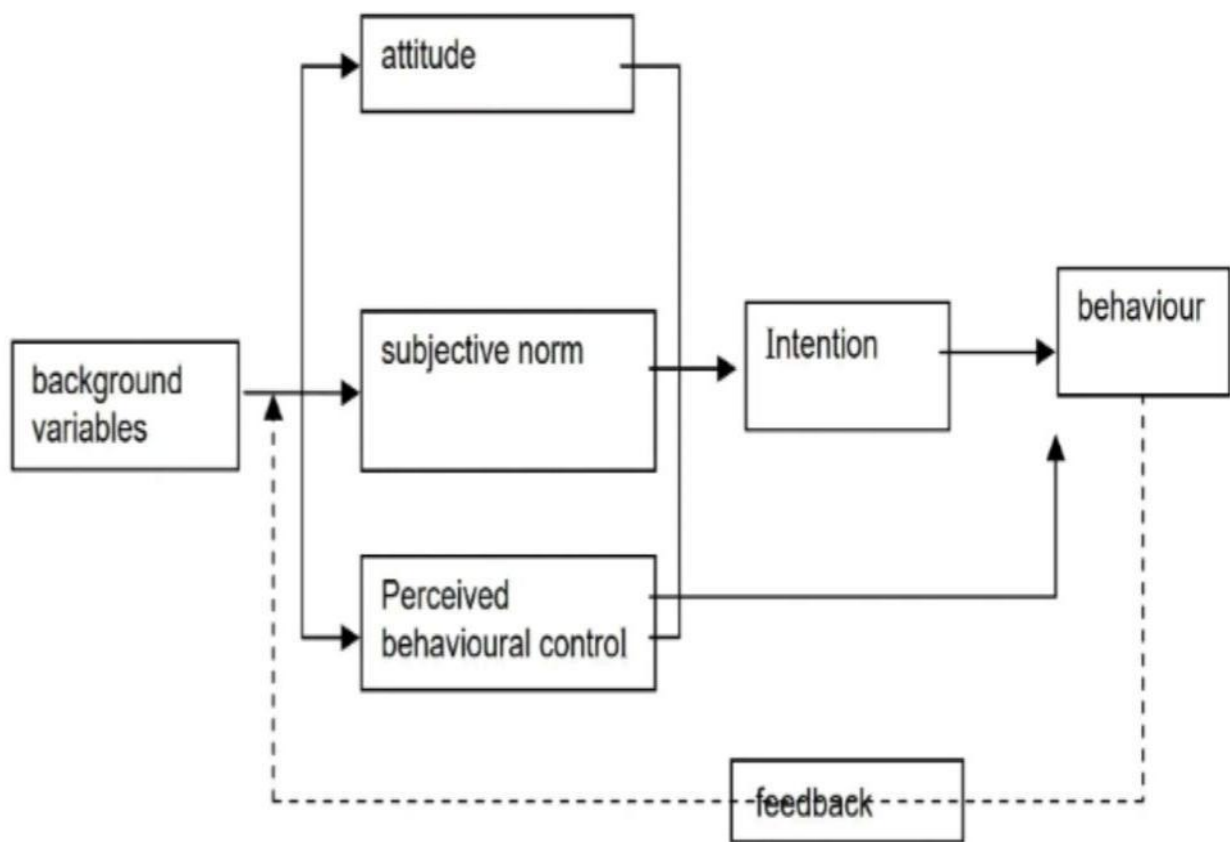 attitude
subjective norm
Intention
behaviour
background
variables
Perceived
behavioural control
feedback